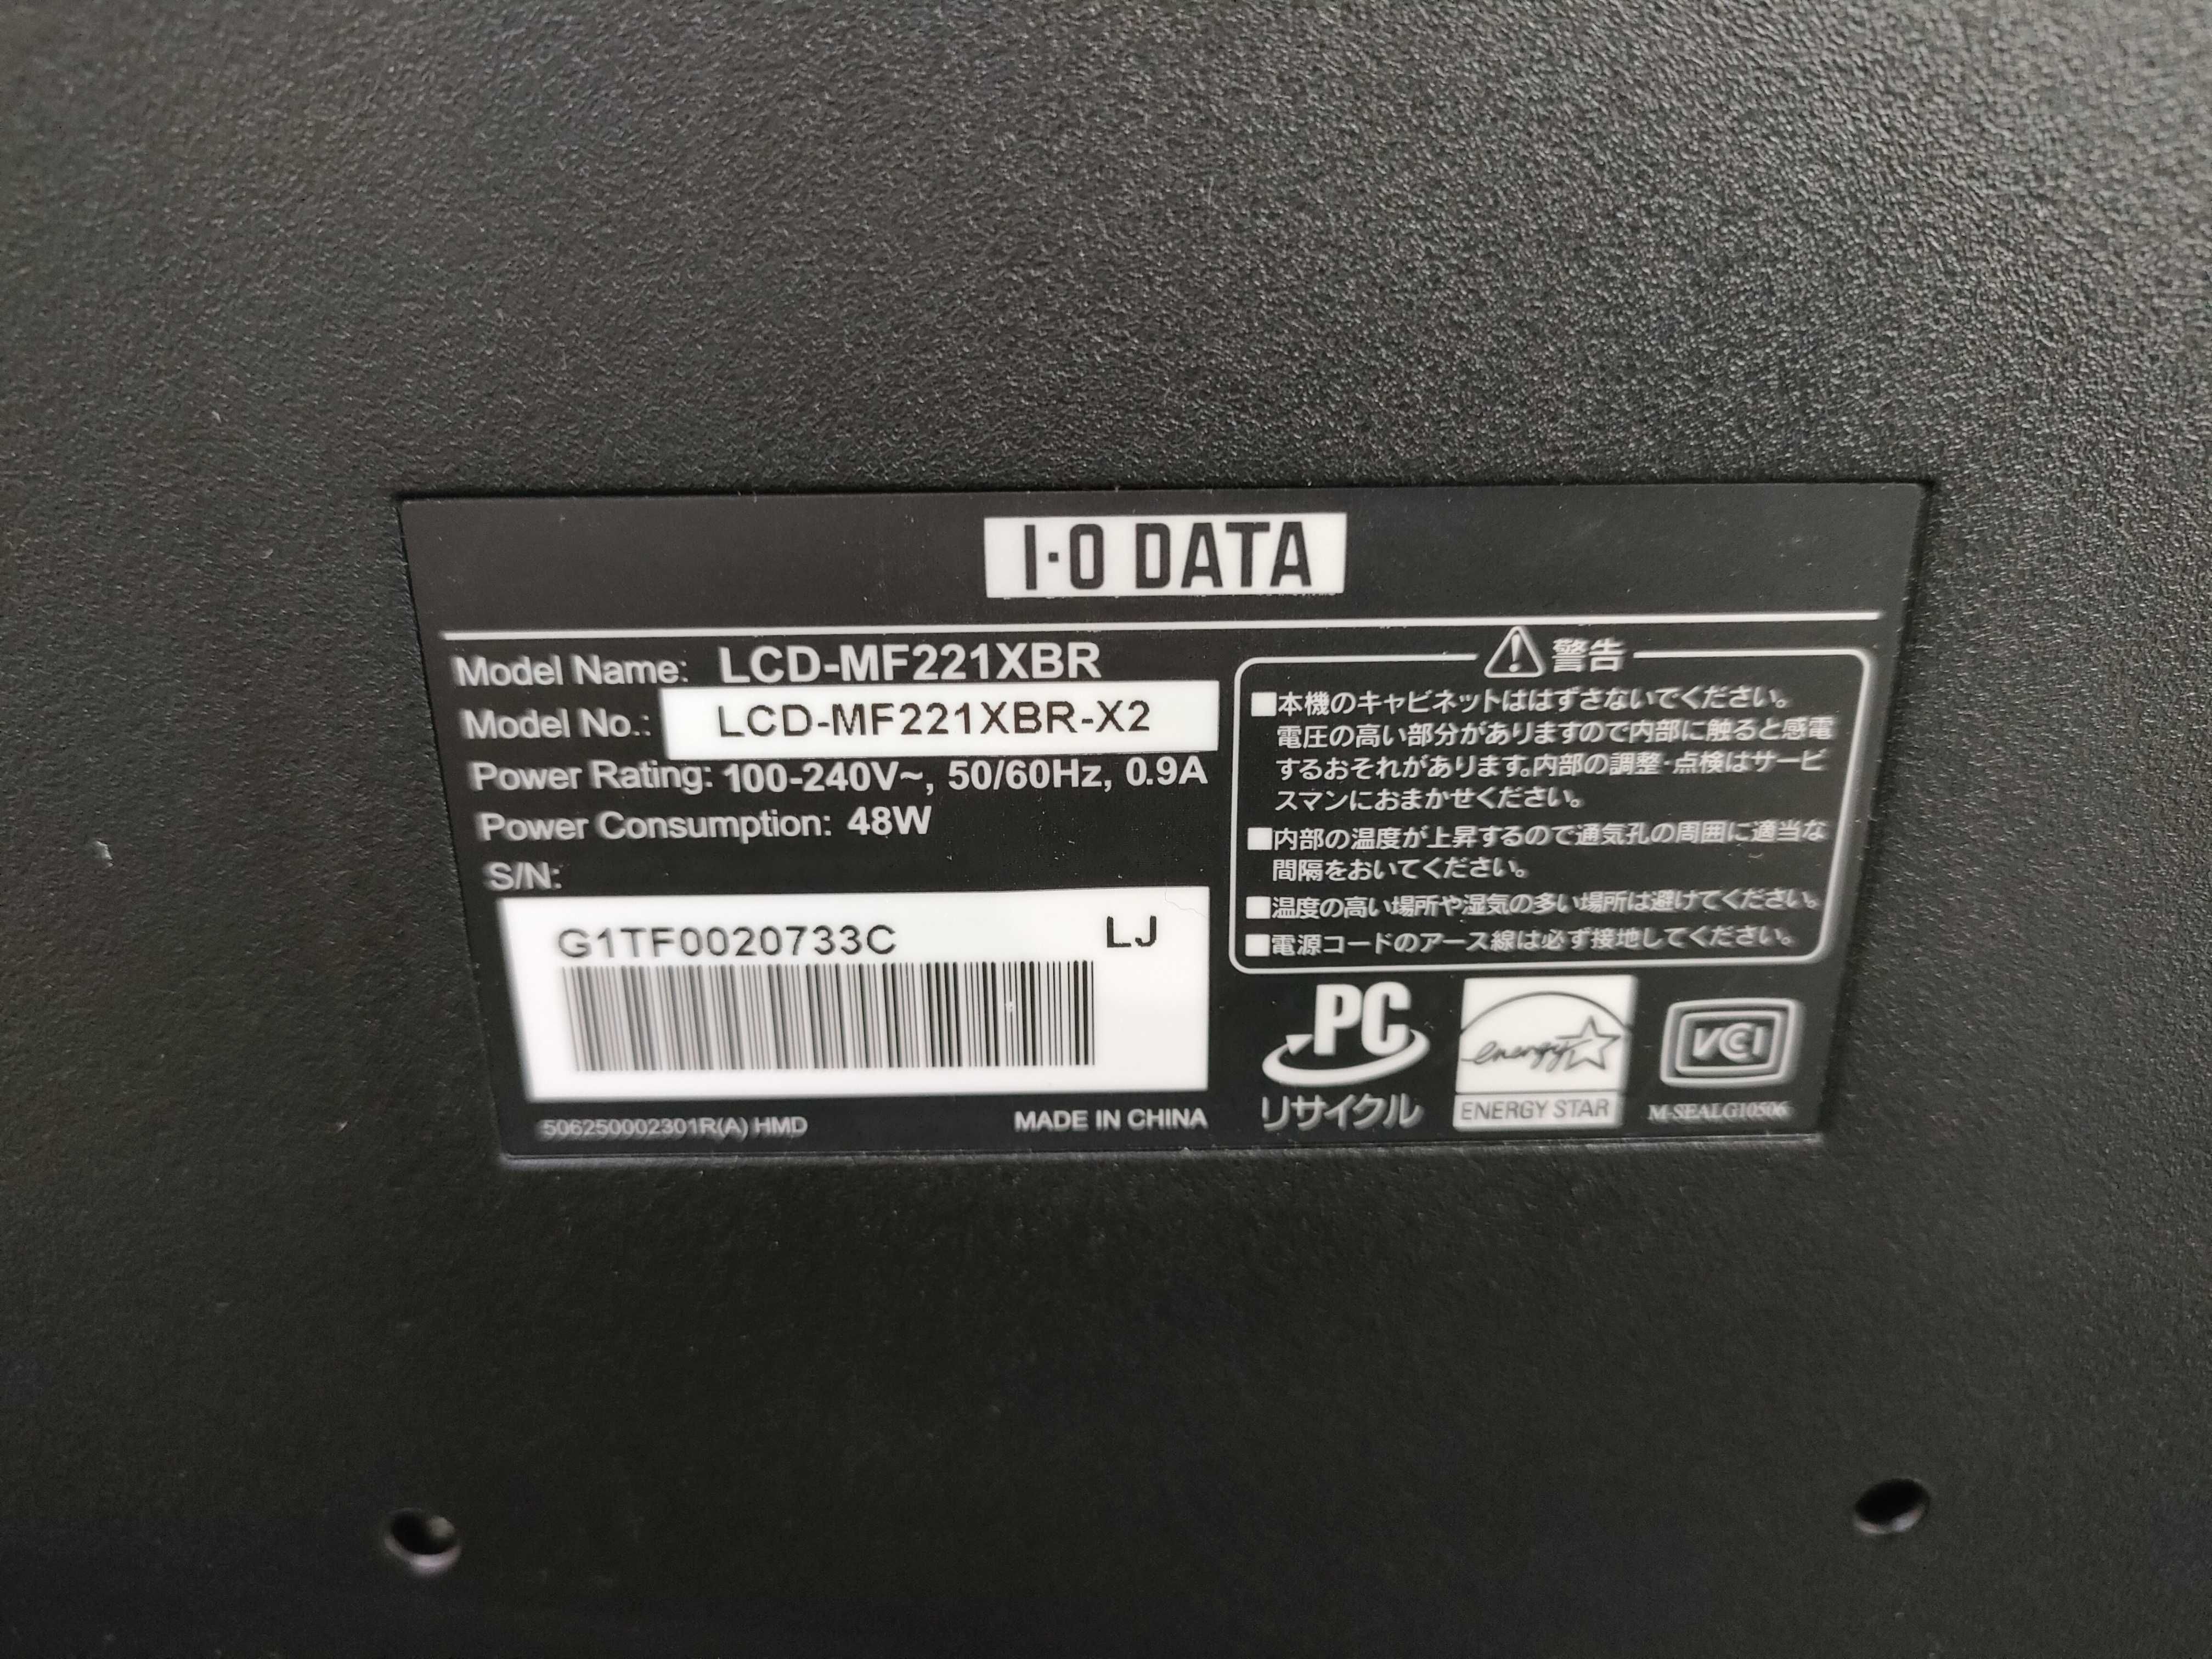 I·O DATA
Model Name: LCD-MF221XBR
Model No.: LCD-MF221XBR-X2
Power Rating: 100-240V~, 50/60Hz, 0.9A
Power Consumption: 48W
S/N:
G1TF0020733C LJ
506250002301R(A) HMD
MADE IN CHINA
警告
■本機のキャビネットははずさないでください。
電圧の高い部分がありますので内部に触ると感電
するおそれがあります。内部の調整・点検はサービ
スマンにおまかせください。
■内部の温度が上昇するので通気孔の周囲に適当な
間隔をおいてください。
■温度の高い場所や湿気の多い場所は避けてください。
■電源コードのアース線は必ず接地してください。
PC
リサイクル
energy
ENERGY STAR
VCI
M-SEALG10506